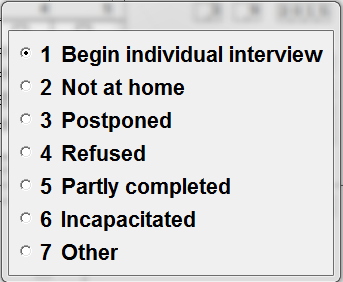 1 Begin individual interview
2 Not at home
3 Postponed
4 Refused
5 Partly completed
6 Incapacitated
7 Other